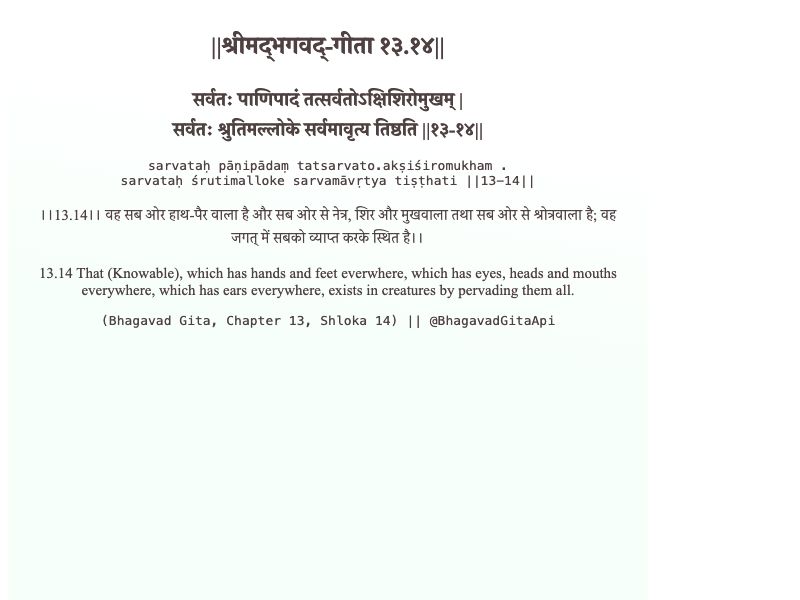 ||श्रीमद्‍भगवद्‍-गीता १३.१४||
सर्वतः पाणिपादं तत्सर्वतोऽक्षिशिरोमुखम् |
सर्वतः श्रुतिमल्लोके सर्वमावृत्य तिष्ठति ||१३-१४||
sarvataḥ pāṇipādaṃ tatsarvato.akṣiśiromukham .
sarvataḥ śrutimalloke sarvamāvṛtya tiṣṭhati ||13-14||
।।13.14।। वह सब ओर हाथ-पैर वाला है और सब ओर से नेत्र, शिर और मुखवाला तथा सब ओर से श्रोत्रवाला है; वह
जगत् में सबको व्याप्त करके स्थित है।।
13.14 That (Knowable), which has hands and feet everwhere, which has eyes, heads and mouths
everywhere, which has ears everywhere, exists in creatures by pervading them all.
(Bhagavad Gita, Chapter 13, Shloka 14) || @BhagavadGitaApi